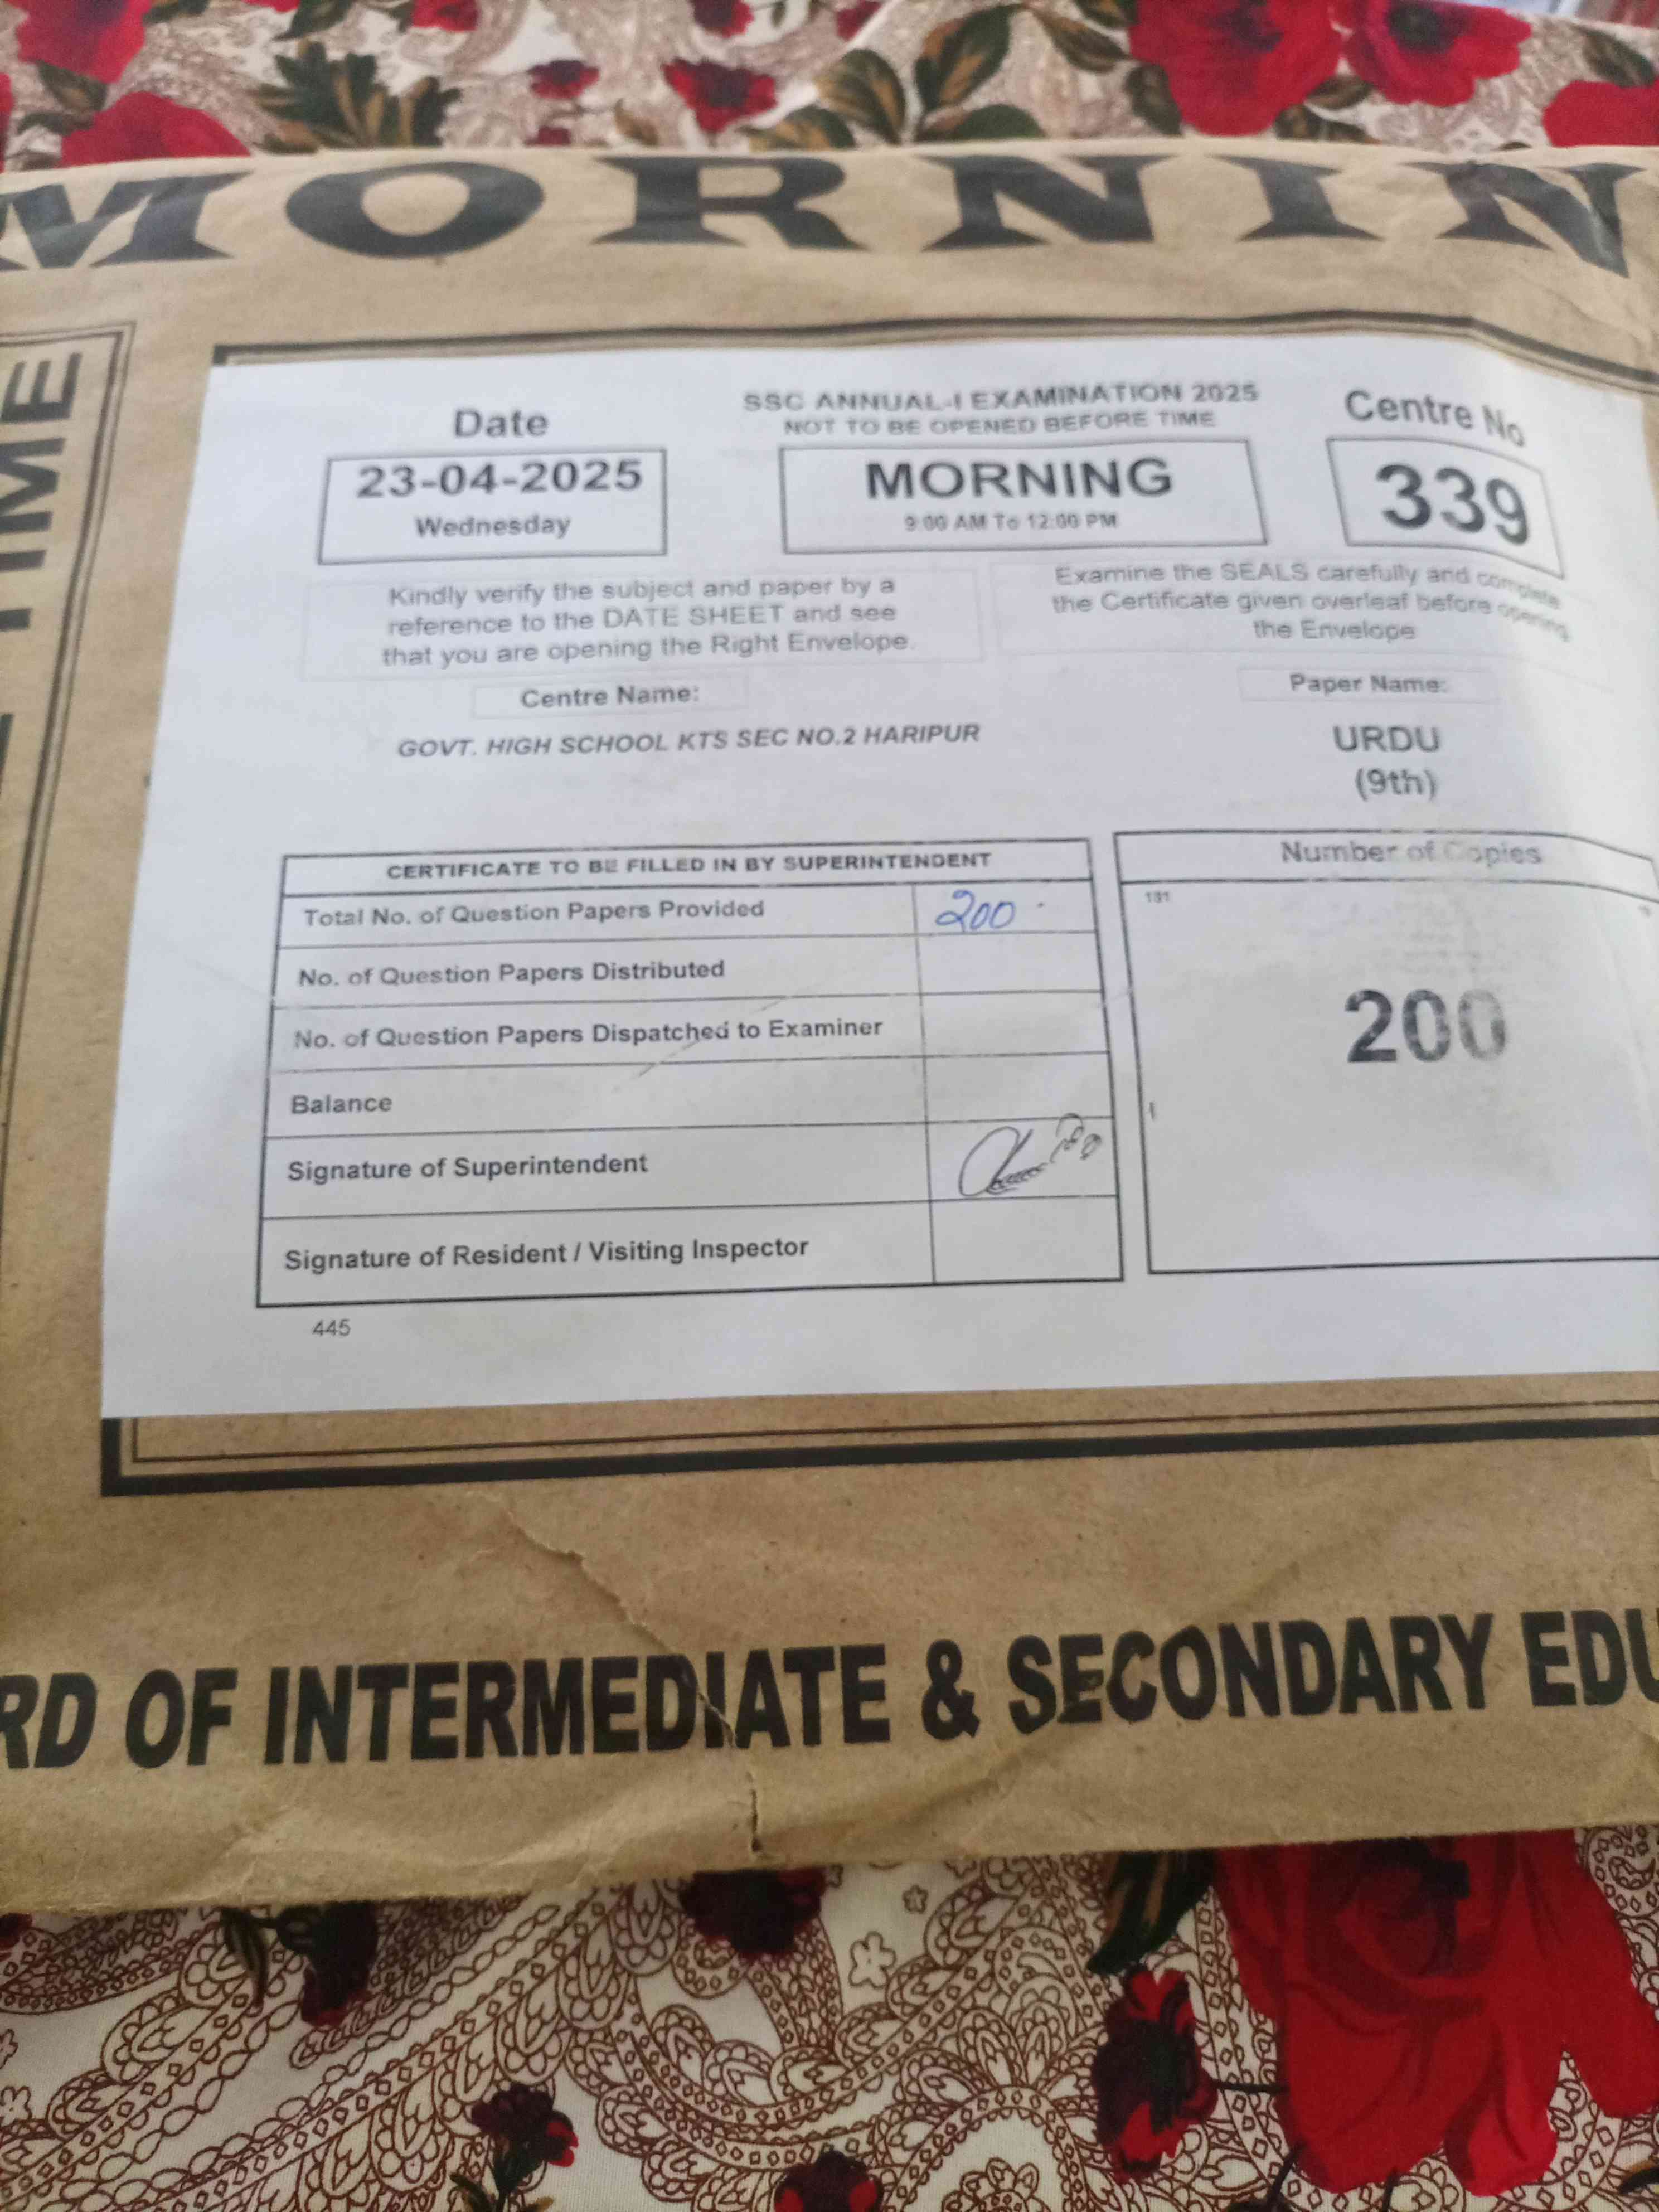 MORNIN
TIME
SSC ANNUAL-I EXAMINATION 2025
NOT TO BE OPENED BEFORE TIME
Date
23-04-2025
Wednesday
MORNING
9:00 AM To 12:00 PM
Centre No
339
Kindly verify the subject and paper by a
reference to the DATE SHEET and see
that you are opening the Right Envelope.
Examine the SEALS carefully and complete
the Certificate given overleaf before opening
the Envelope
Centre Name:
GOVT. HIGH SCHOOL KTS SEC NO.2 HARIPUR
Paper Name:
URDU
(9th)
CERTIFICATE TO BE FILLED IN BY SUPERINTENDENT
Total No. of Question Papers Provided 200
No. of Question Papers Distributed
No. of Question Papers Dispatched to Examiner
Balance
Signature of Superintendent
Signature of Resident / Visiting Inspector
Number of Copies
131
200
445
RD OF INTERMEDIATE & SECONDARY EDU